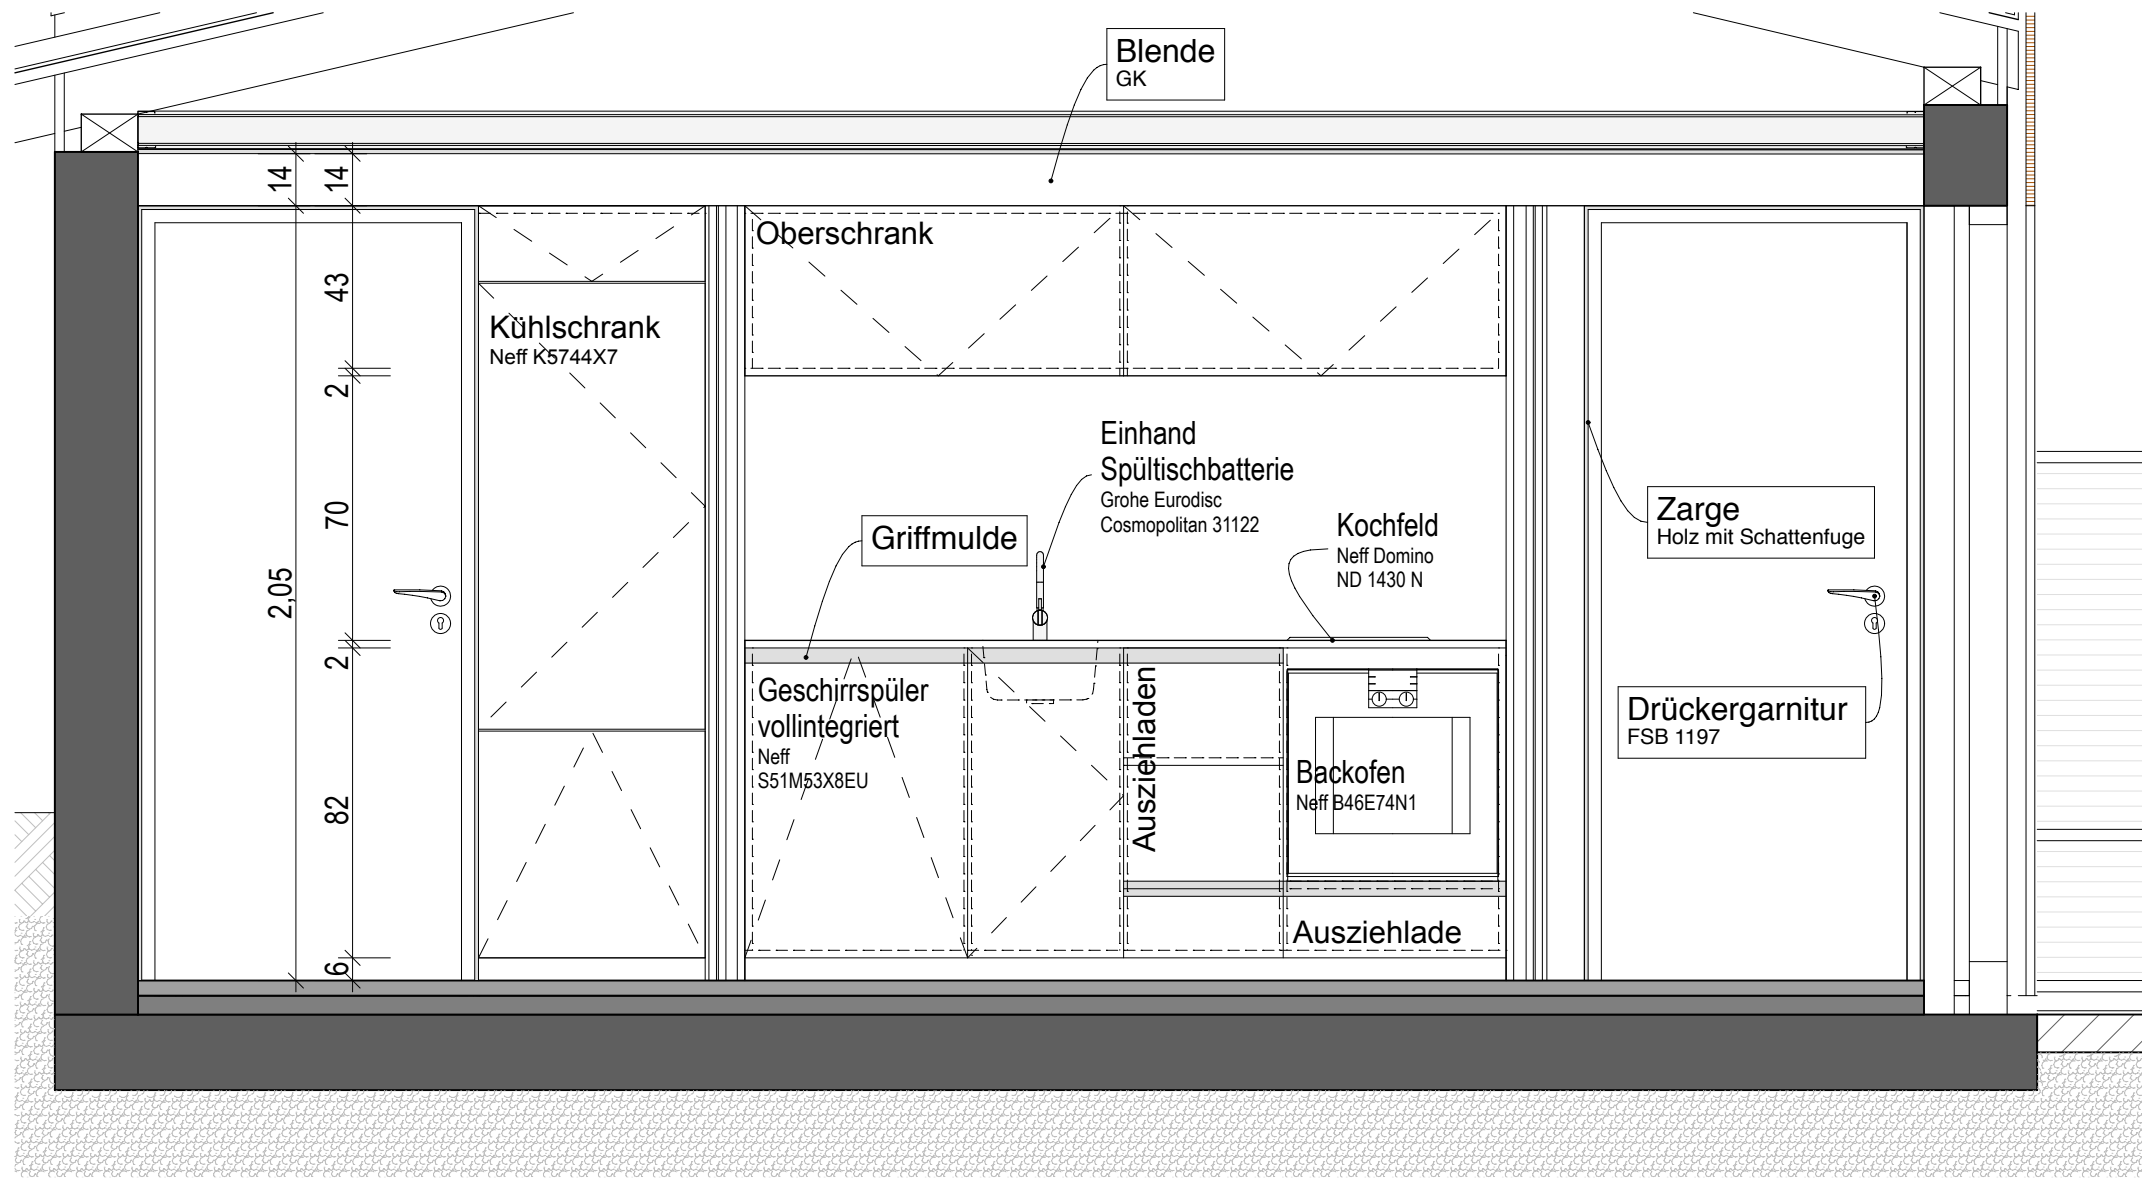 Blende
GK
14
14
Oberschrank
43
Kühlschrank
Neff K5744X7
2
Einhand
Spültischbatterie
Grohe Eurodisc
Cosmopolitan 31122
70
Griffmulde
Kochfeld
Neff Domino
ND 1430 N
Zarge
Holz mit Schattenfuge
2,05
2
Geschirrspüler
vollintegriert
Neff
S51M53X8EU
Ausziehladen
Backofen
Neff B46E74N1
Drückergarnitur
FSB 1197
82
Ausziehlade
6